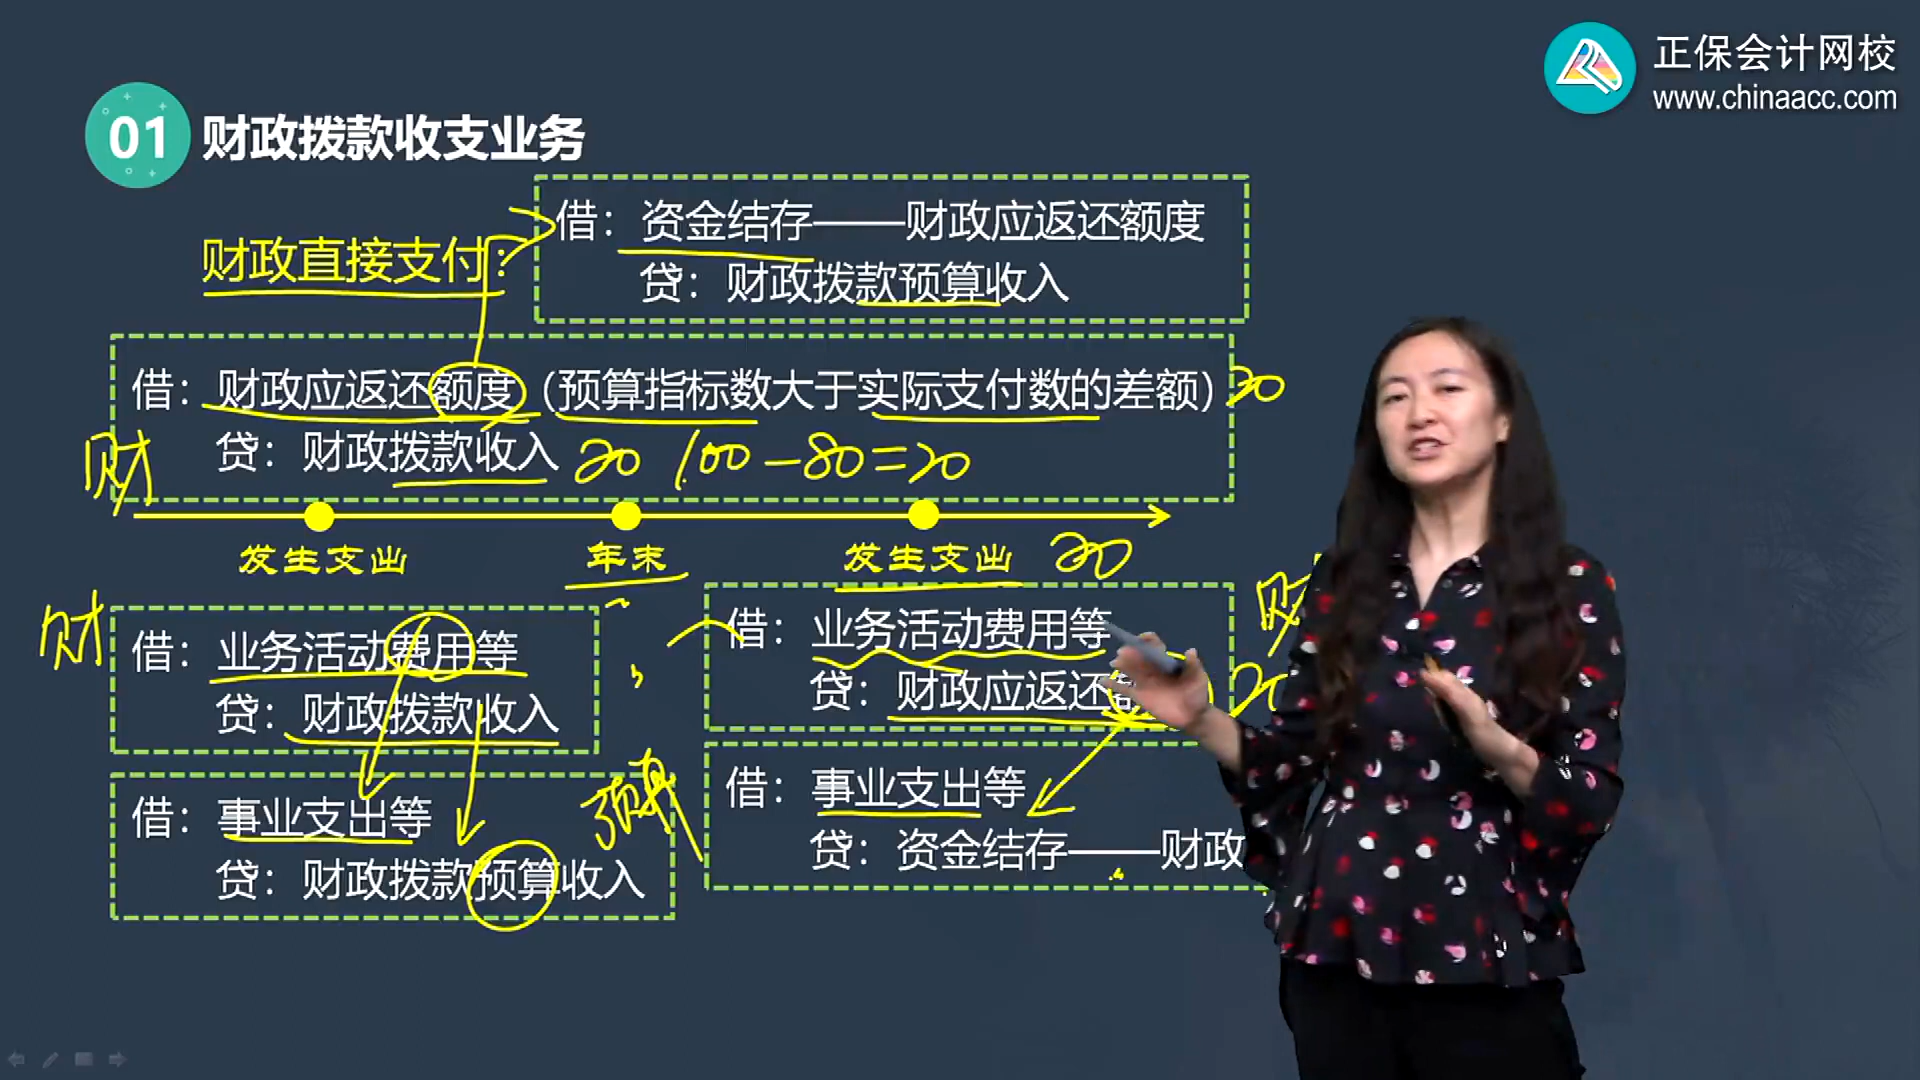 正保会计网校
www.chinaacc.com
01 财政拨款收支业务
财政直接支付：
借：资金结存——财政应返还额度
贷：财政拨款预算收入
借：财政应返还额度（预算指标数大于实际支付数的差额） 20
贷：财政拨款收入 20 100-80=20
财
发生支出
年末
发生支出 20
财
借：业务活动费用等
贷：财政拨款收入
借：事业支出等
贷：财政拨款预算收入
预算
借：业务活动费用等
贷：财政应返还 20
财
借：事业支出等
贷：资金结存——财政